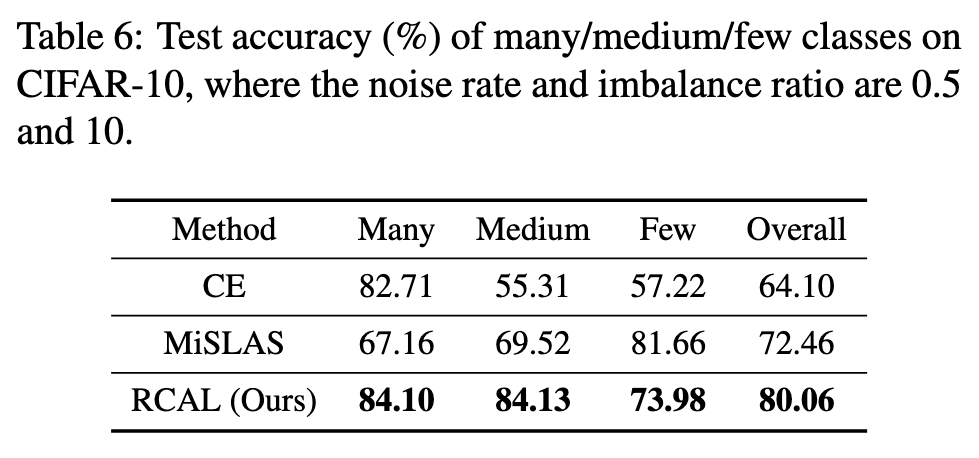 Table 6: Test accuracy (%) of many/medium/few classes on
CIFAR-10, where the noise rate and imbalance ratio are 0.5
and 10.
Method Many Medium Few Overall
CE 82.71 55.31 57.22 64.10
MiSLAS 67.16 69.52 81.66 72.46
RCAL (Ours) 84.10 84.13 73.98 80.06